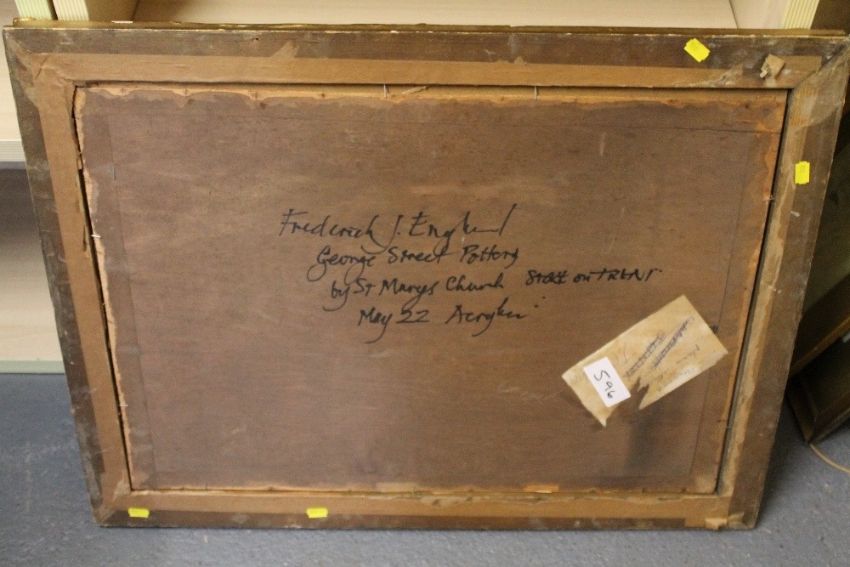 Frederick J. England
George Street Pottery
by St Marys Church Stoke on TRENT
May 22 Acrylic
596